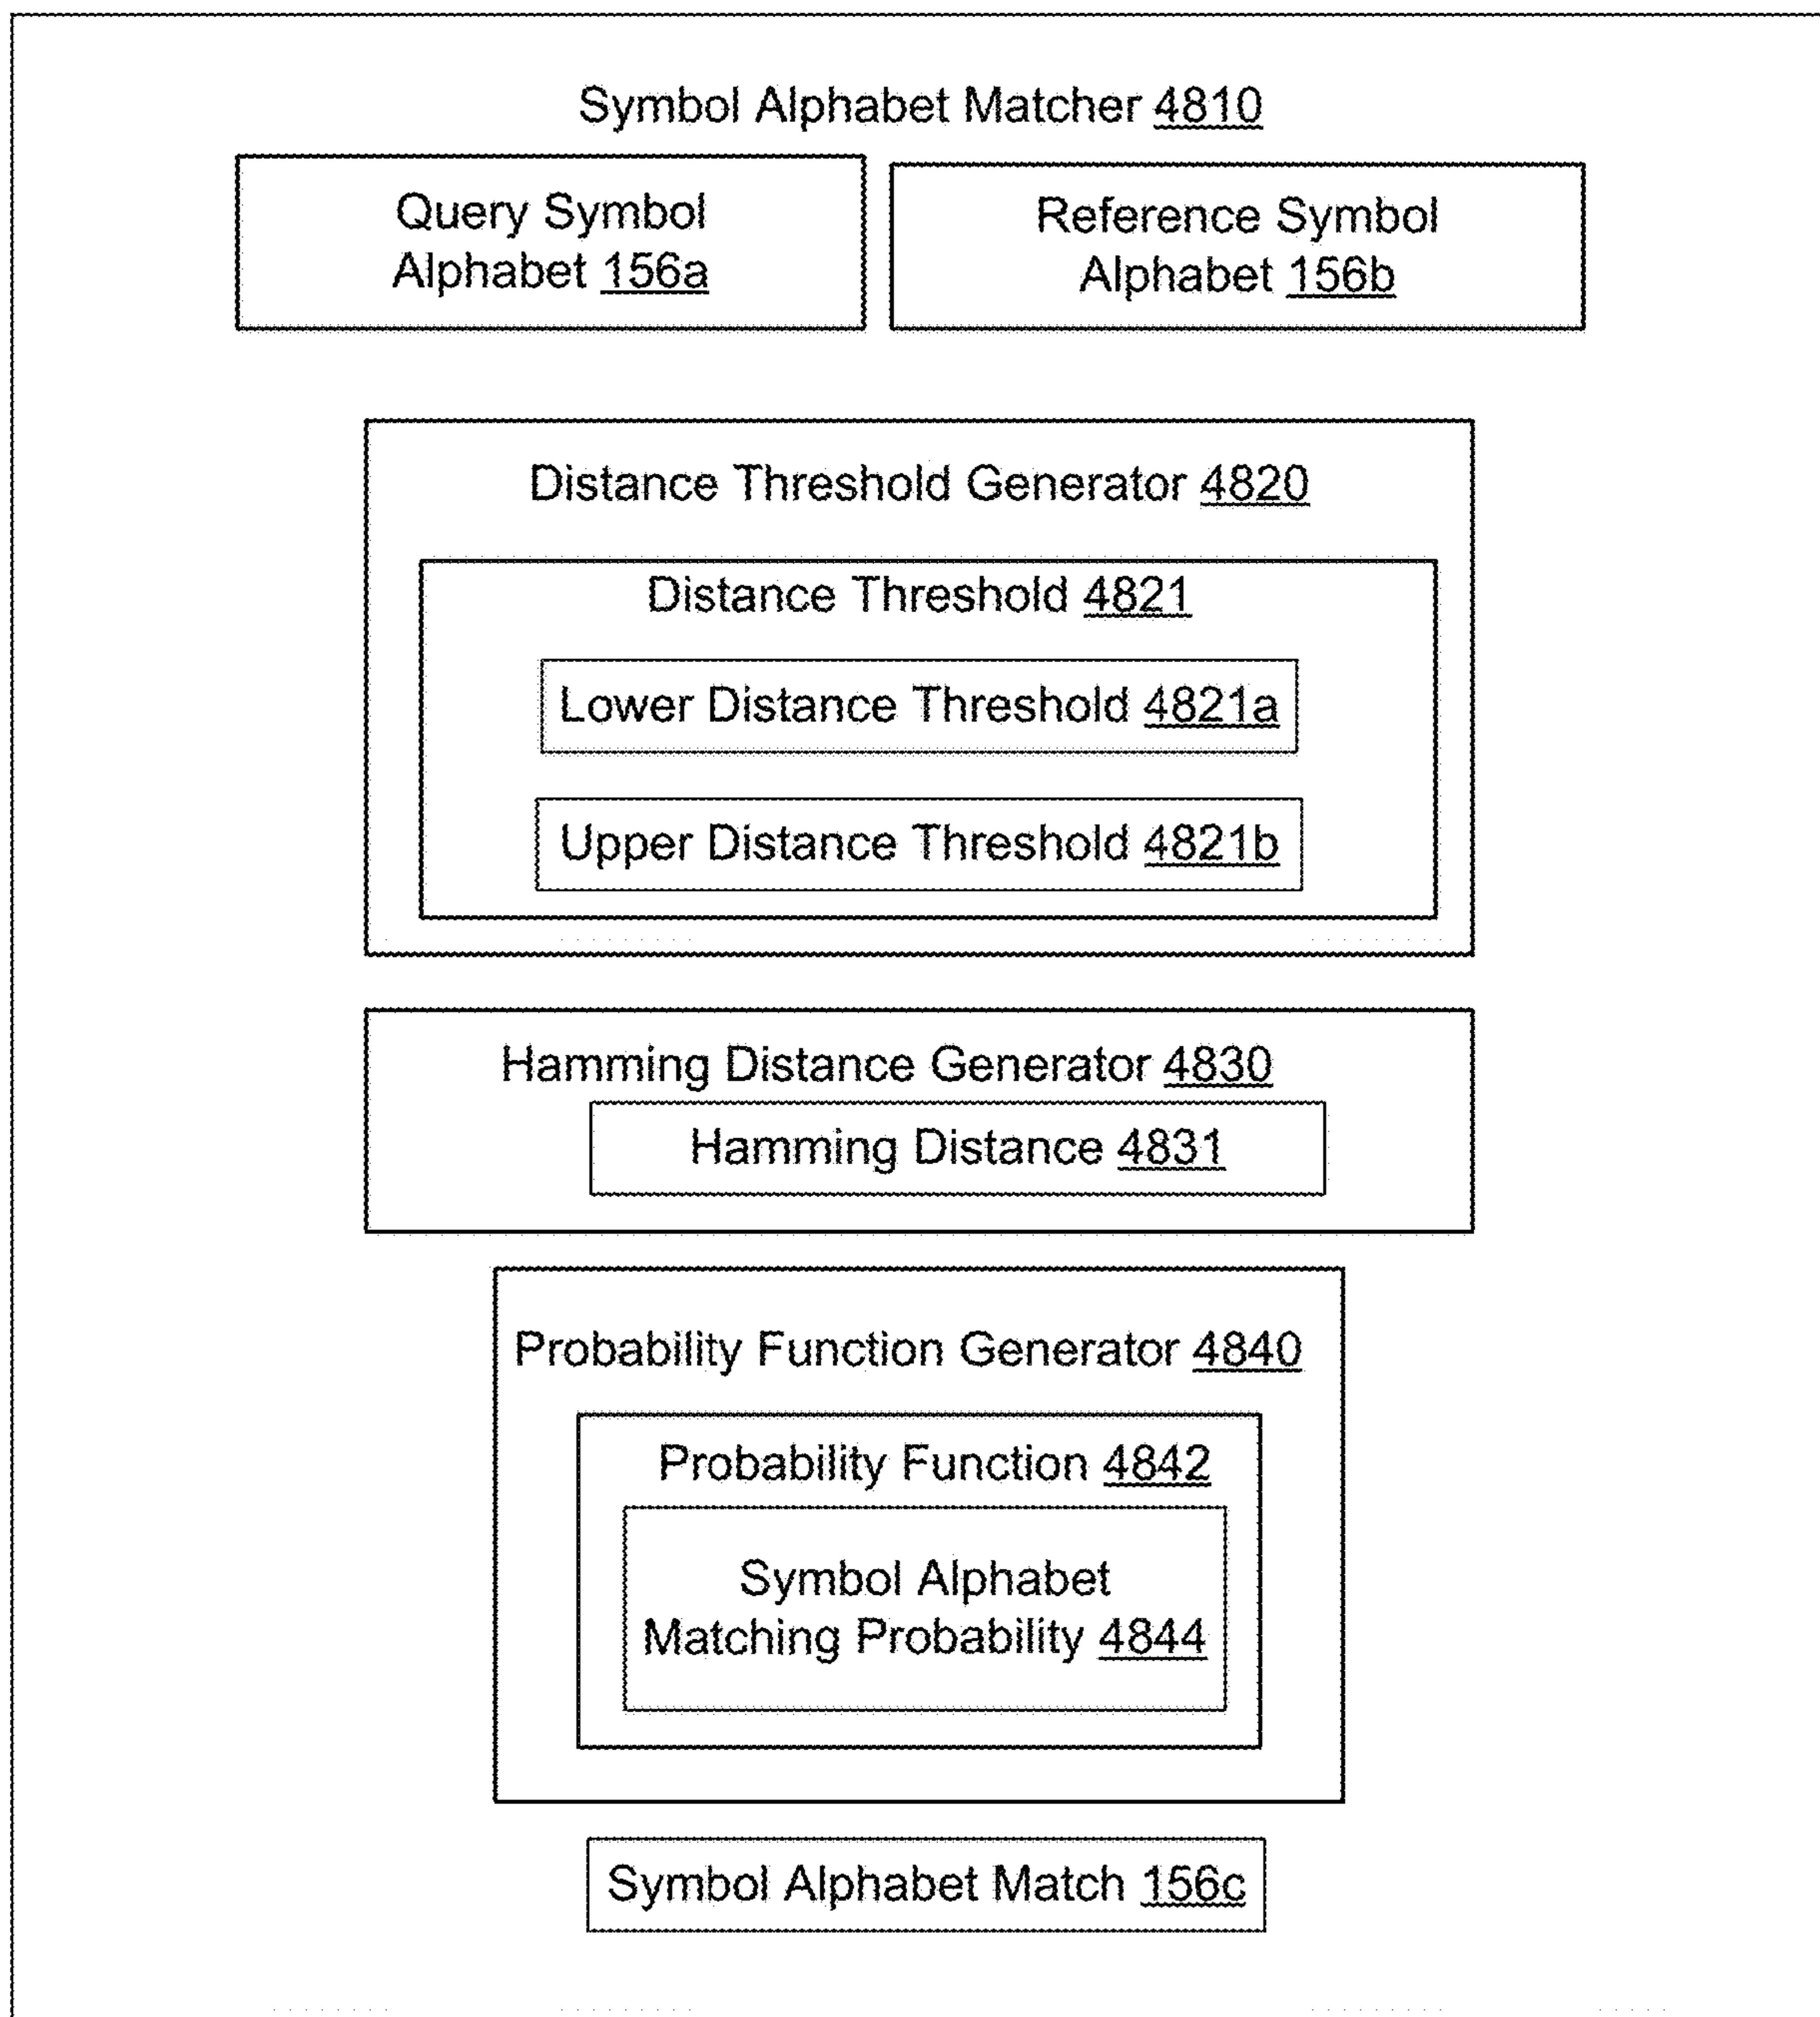 Symbol Alphabet Matcher 4810
Query Symbol
Alphabet 156a
Reference Symbol
Alphabet 156b
Distance Threshold Generator 4820
Distance Threshold 4821
Lower Distance Threshold 4821a
Upper Distance Threshold 4821b
Hamming Distance Generator 4830
Hamming Distance 4831
Probability Function Generator 4840
Probability Function 4842
Symbol Alphabet
Matching Probability 4844
Symbol Alphabet Match 156c